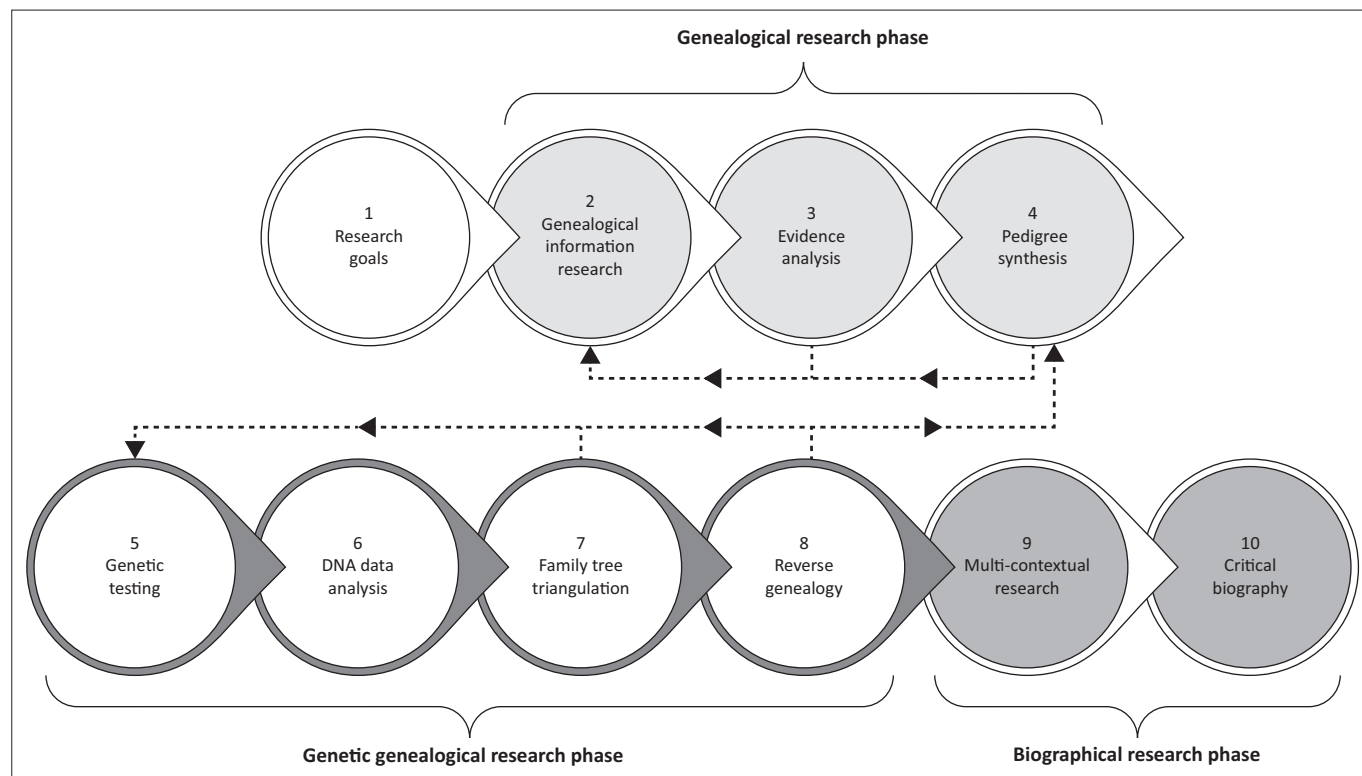 Genealogical research phase
1
Research
goals
2
Genealogical
information
research
3
Evidence
analysis
4
Pedigree
synthesis
5
Genetic
testing
6
DNA data
analysis
7
Family tree
triangulation
8
Reverse
genealogy
9
Multi-contextual
research
10
Critical
biography
Genetic genealogical research phase
Biographical research phase